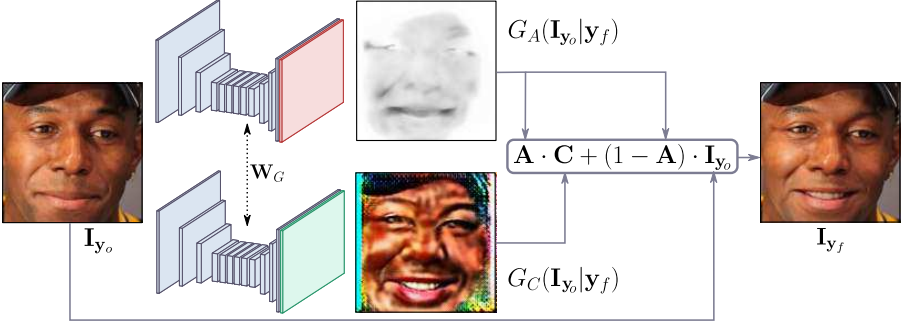 G_A(I_{y_o}|y_f)
A · C + (1 − A) · I_{y_o}
W_G
I_{y_o}
I_{y_f}
G_C(I_{y_o}|y_f)